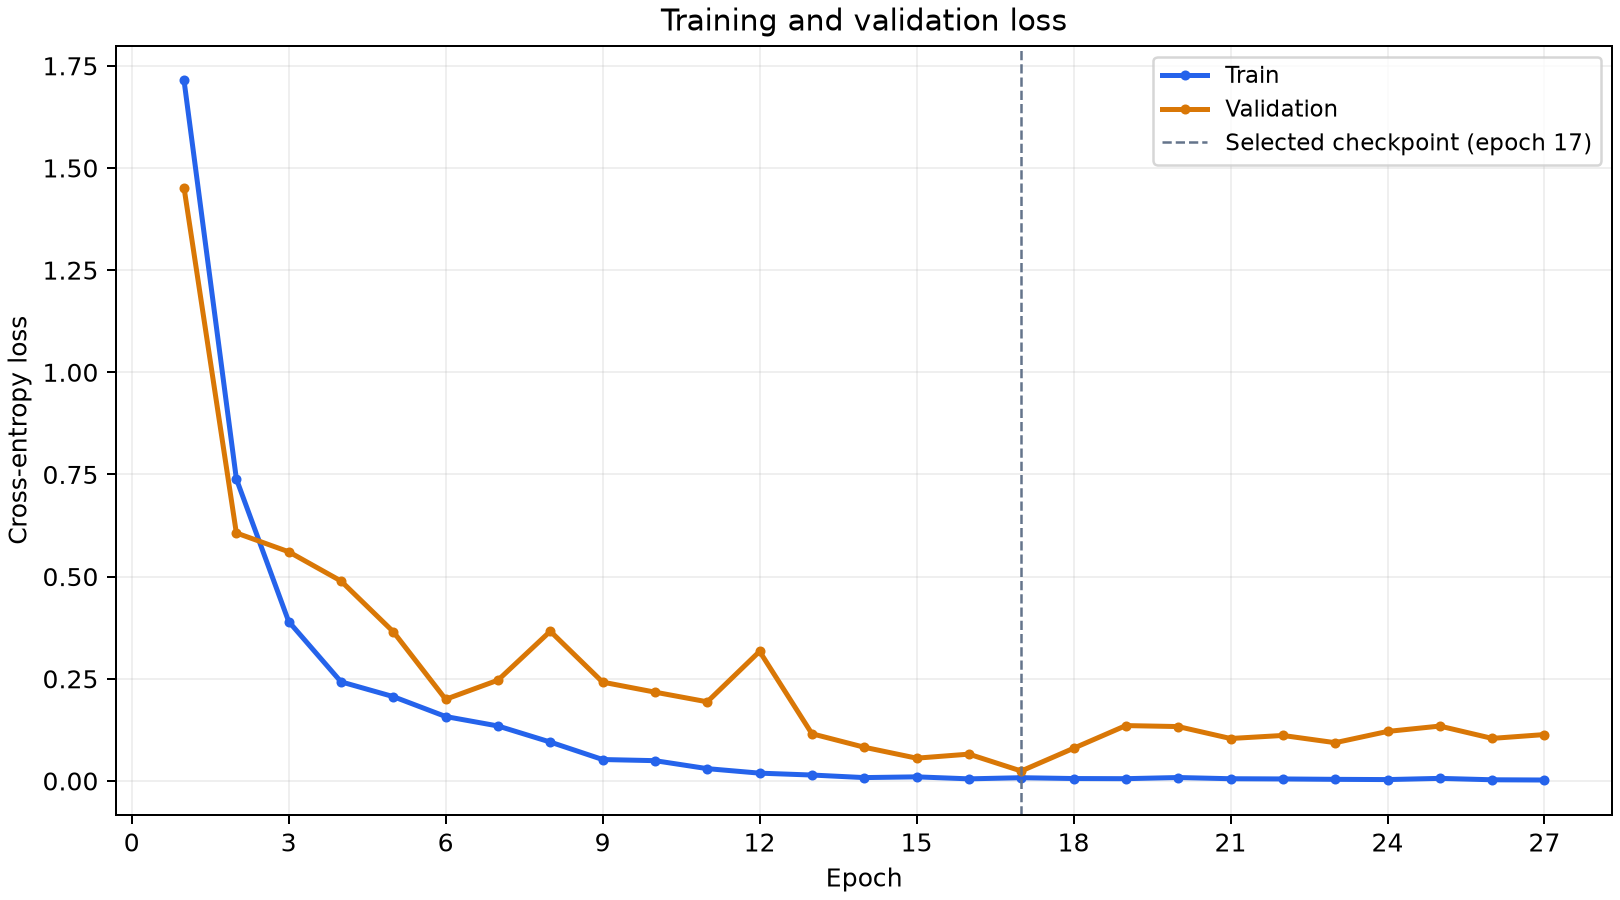 Training and validation loss
Train
Validation
Selected checkpoint (epoch 17)
Cross-entropy loss
1.75
1.50
1.25
1.00
0.75
0.50
0.25
0.00
0 3 6 9 12 15 18 21 24 27
Epoch